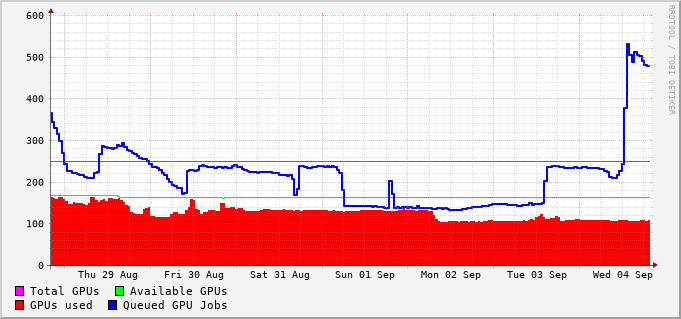 600
500
400
300
200
100
0
Thu 29 Aug Fri 30 Aug Sat 31 Aug Sun 01 Sep Mon 02 Sep Tue 03 Sep Wed 04 Sep
Total GPUs Available GPUs
GPUs used Queued GPU Jobs
RRDTOOL / TOBI OETIKER